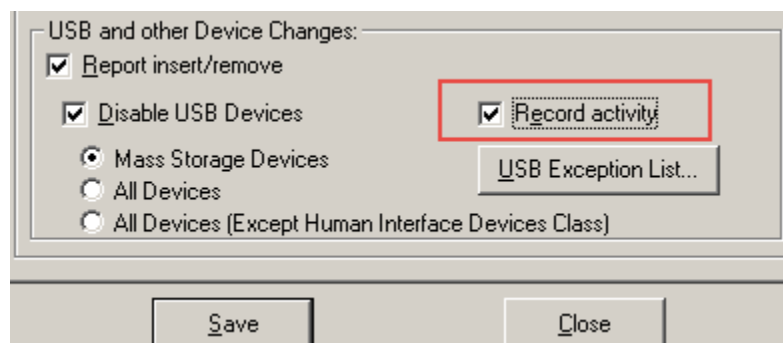 USB and other Device Changes:
Report insert/remove
Disable USB Devices
Record activity
Mass Storage Devices
USB Exception List...
All Devices
All Devices (Except Human Interface Devices Class)
Save
Close